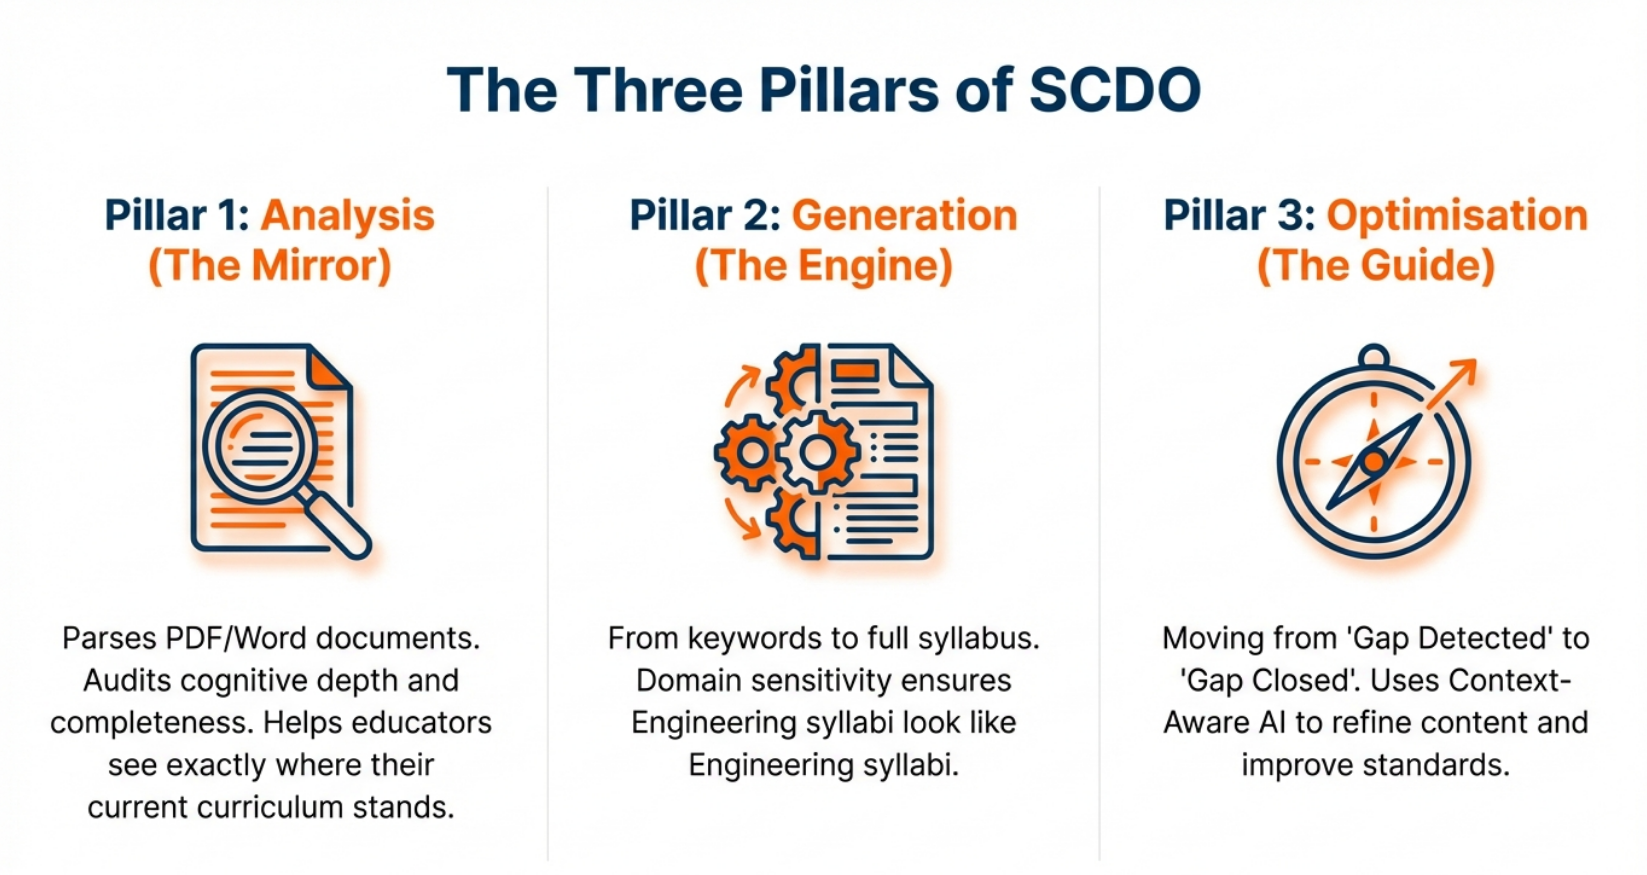 The Three Pillars of SCDO
Pillar 1: Analysis
(The Mirror)
Parses PDF/Word documents.
Audits cognitive depth and
completeness. Helps educators
see exactly where their
current curriculum stands.
Pillar 2: Generation
(The Engine)
From keywords to full syllabus.
Domain sensitivity ensures
Engineering syllabi look like
Engineering syllabi.
Pillar 3: Optimisation
(The Guide)
Moving from 'Gap Detected' to
'Gap Closed'. Uses Context-
Aware AI to refine content and
improve standards.